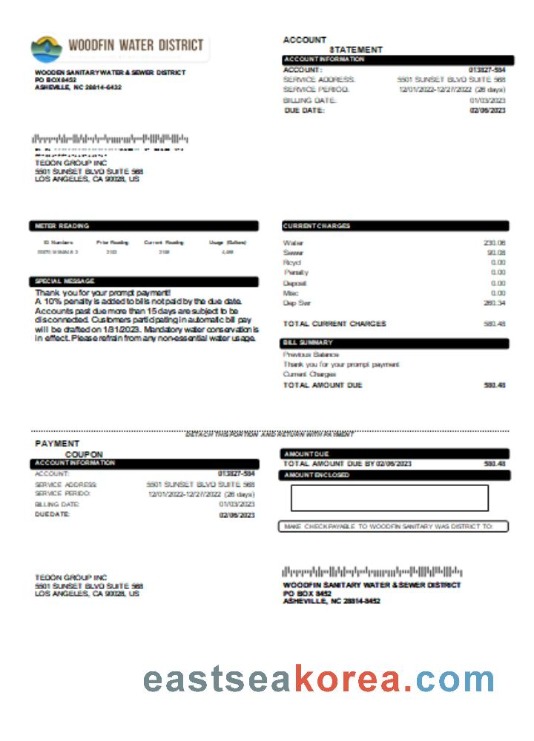 WOODFIN WATER DISTRICT
WOODEN SANITARY WATER & SEWER DISTRICT
PO BOX 8452
ASHEVILLE, NC 28814-6432
TEDON GROUP INC
5501 SUNSET BLVD SUITE 568
LOS ANGELES, CA 90028, US
ACCOUNT
STATEMENT
ACCOUNT INFORMATION
ACCOUNT: 013827-584
SERVICE ADDRESS: 5501 SUNSET BLVD SUITE 568
SERVICE PERIOD: 12/01/2022-12/27/2022 (26 days)
BILLING DATE: 01/03/2023
DUE DATE: 02/06/2023
METER READING
ID Numbers Prior Reading Current Reading Usage (Gallons)
SPECIAL MESSAGE
Thank you for your prompt payment!
A 10% penalty is added to bills not paid by the due date.
Accounts past due more than 15 days are subject to be
disconnected. Customers participating in automatic bill pay
will be drafted on 1/31/2023. Mandatory water conservation is
in effect. Please refrain from any non-essential water usage.
CURRENT CHARGES
Water 230.06
Sewer 90.08
Rcycl 0.00
Penalty 0.00
Deposit 0.00
Misc 0.00
Dep Ser 260.34
TOTAL CURRENT CHARGES 580.48
BILL SUMMARY
Previous Balance
Thank you for your prompt payment
Current Charges
TOTAL AMOUNT DUE 580.48
DETACH THIS PORTION AND RETURN WITH PAYMENT
PAYMENT
COUPON
ACCOUNT INFORMATION
ACCOUNT: 013827-584
SERVICE ADDRESS: 5501 SUNSET BLVD SUITE 568
SERVICE PERIOD: 12/01/2022-12/27/2022 (26 days)
BILLING DATE: 01/03/2023
DUE DATE: 02/06/2023
AMOUNT DUE
TOTAL AMOUNT DUE BY 02/06/2023 580.48
AMOUNT ENCLOSED
MAKE CHECK PAYABLE TO WOODFIN SANITARY WAS DISTRICT TO:
TEDON GROUP INC
5501 SUNSET BLVD SUITE 568
LOS ANGELES, CA 90028, US
WOODFIN SANITARY WATER & SEWER DISTRICT
PO BOX 8452
ASHEVILLE, NC 28814-8452
eastseakorea.com